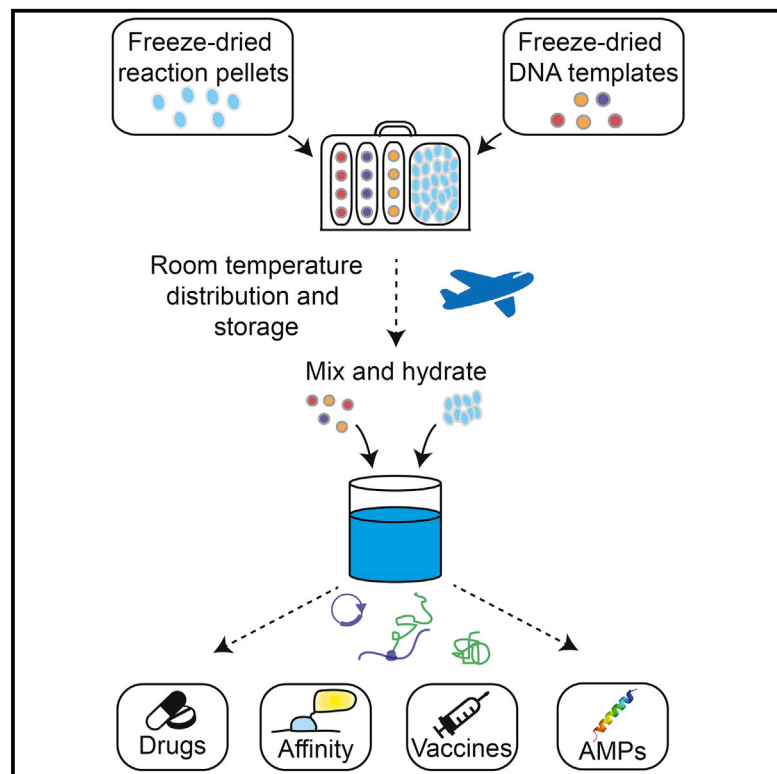 Freeze-dried
reaction pellets
Freeze-dried
DNA templates
Room temperature
distribution and
storage
Mix and hydrate
Drugs
Affinity
Vaccines
AMPs